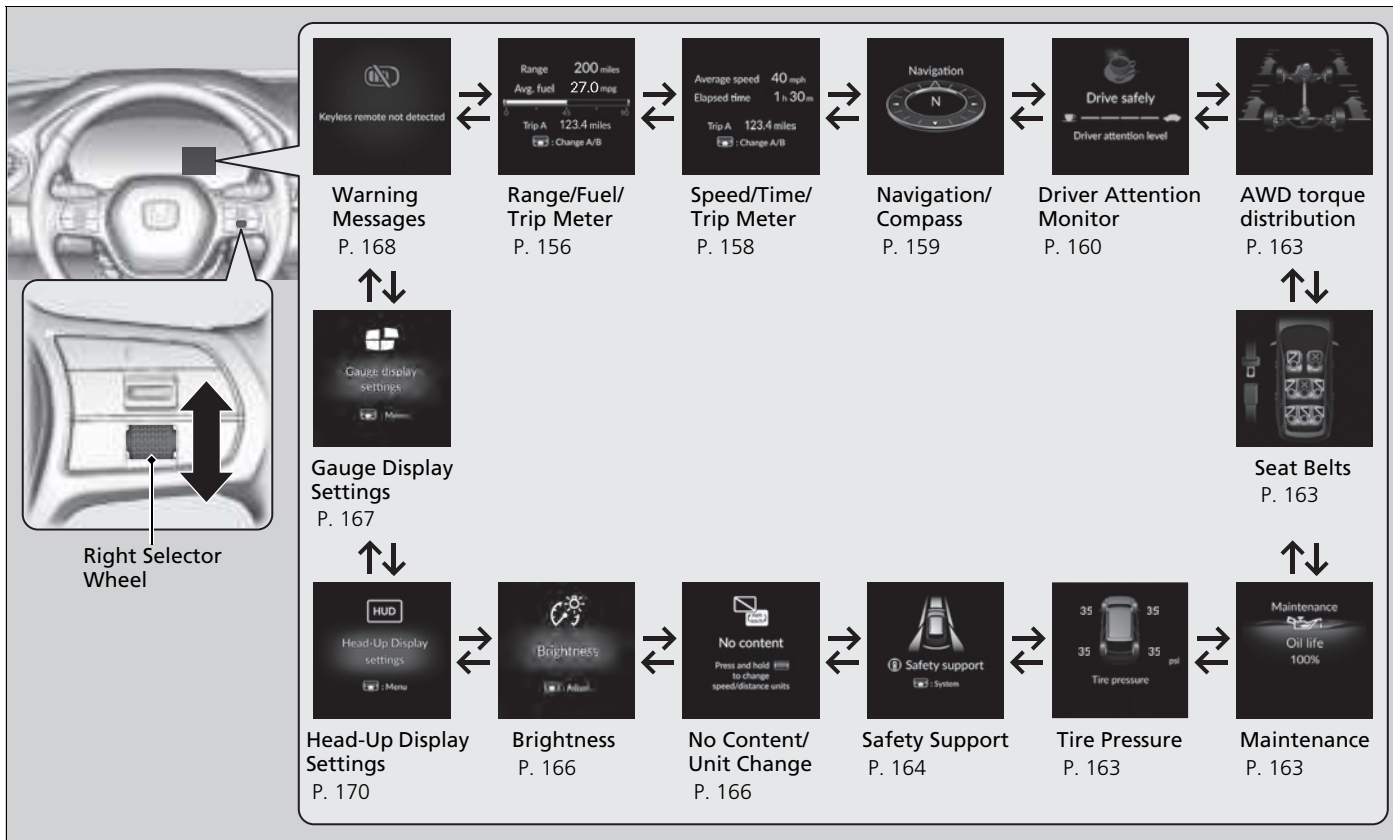 Keyless remote not detected
Warning
Messages
P. 168
Range 200 miles
Avg. fuel 27.0 mpg
0 45 90
Trip A 123.4 miles
: Change A/B
Range/Fuel/
Trip Meter
P. 156
Average speed 40 mph
Elapsed time 1 h 30 m
Trip A 123.4 miles
: Change A/B
Speed/Time/
Trip Meter
P. 158
Navigation
N
Navigation/
Compass
P. 159
Drive safely
Driver attention level
Driver Attention
Monitor
P. 160
AWD torque
distribution
P. 163
Gauge display
settings
Gauge Display
Settings
P. 167
Seat Belts
P. 163
Right Selector
Wheel
HUD
Head-Up Display
settings
: Menu
Head-Up Display
Settings
P. 170
Brightness
Brightness
P. 166
No content
Press and hold
to change
speed/distance units
No Content/
Unit Change
P. 166
Safety support
: System
Safety Support
P. 164
35 35
35 35
psi
Tire pressure
Tire Pressure
P. 163
Maintenance
Oil life
100%
Maintenance
P. 163